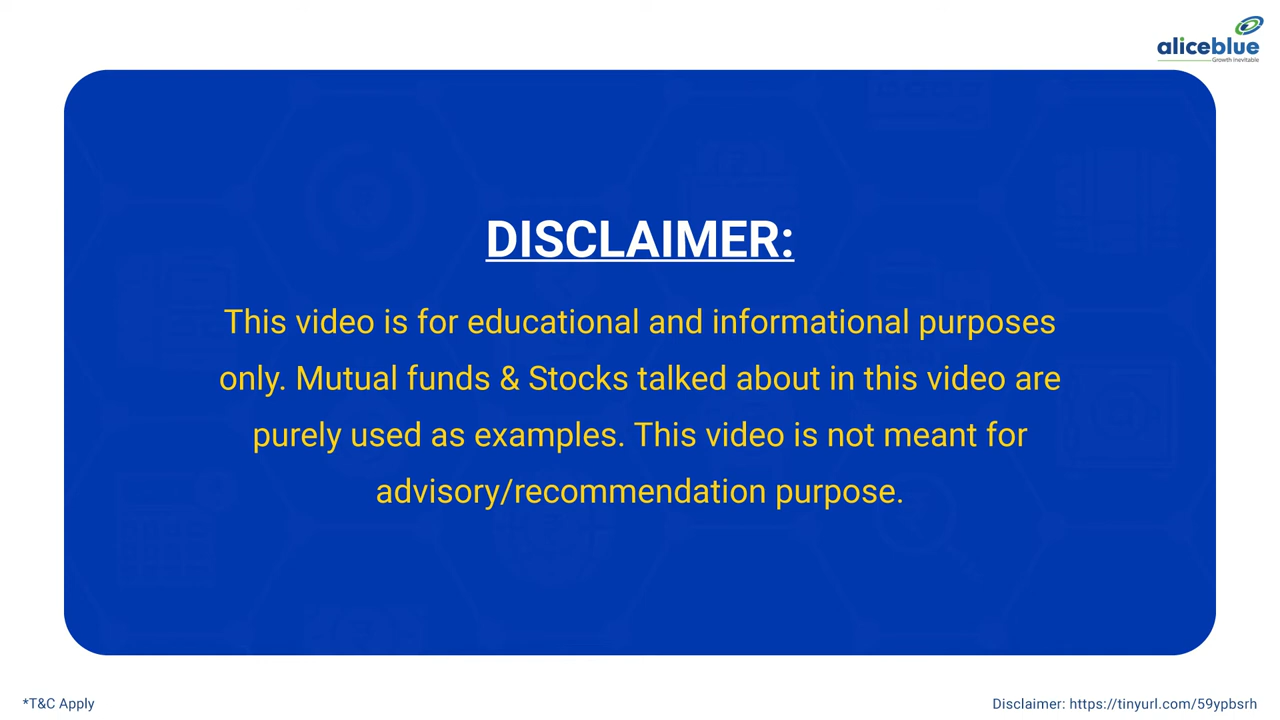 aliceblue
Growth inevitable
DISCLAIMER:
This video is for educational and informational purposes
only. Mutual funds & Stocks talked about in this video are
purely used as examples. This video is not meant for
advisory/recommendation purpose.
*T&C Apply
Disclaimer: https://tinyurl.com/59ypbsrh